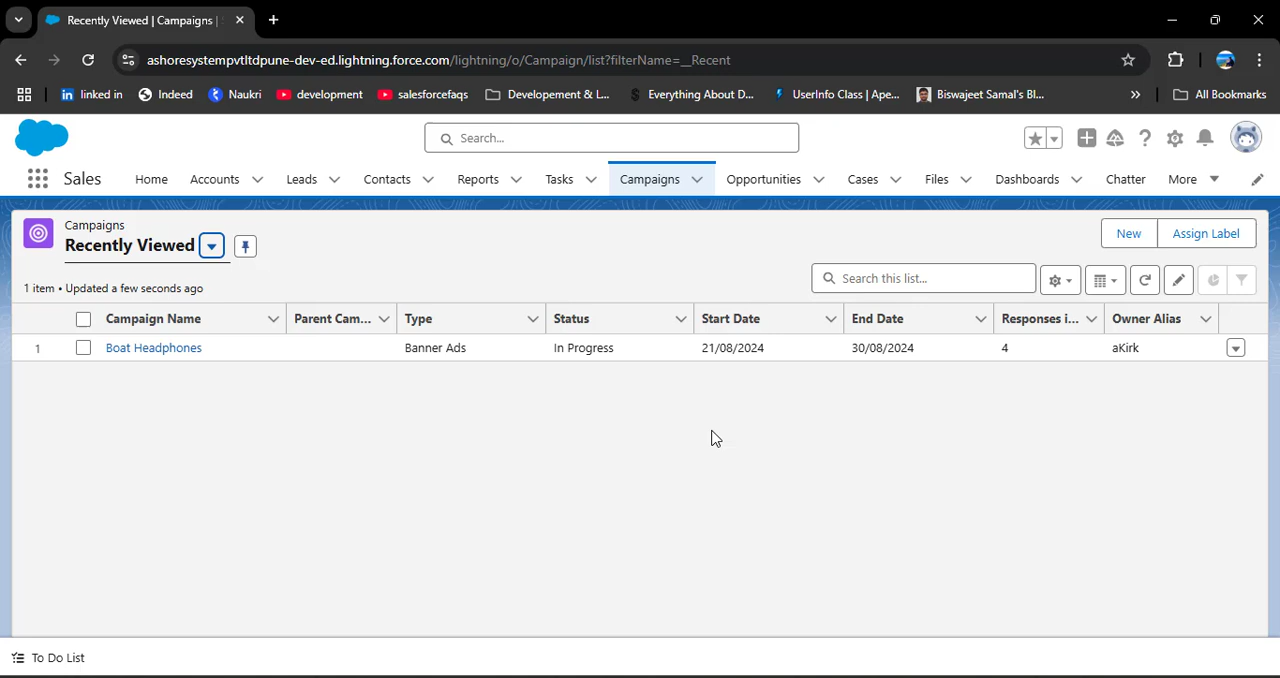 Recently Viewed | Campaigns |
ashoresystempvtltdpune-dev-ed.lightning.force.com/lightning/o/Campaign/list?filterName=__Recent
linked in Indeed Naukri development salesforcefaqs Developement & L... Everything About D... UserInfo Class | Ape... Biswajeet Samal's Bl... » All Bookmarks
Search...
Sales Home Accounts Leads Contacts Reports Tasks Campaigns Opportunities Cases Files Dashboards Chatter More
Campaigns
Recently Viewed
New Assign Label
1 item • Updated a few seconds ago
Search this list...
Campaign Name Parent Cam... Type Status Start Date End Date Responses i... Owner Alias
1 Boat Headphones Banner Ads In Progress 21/08/2024 30/08/2024 4 aKirk
To Do List